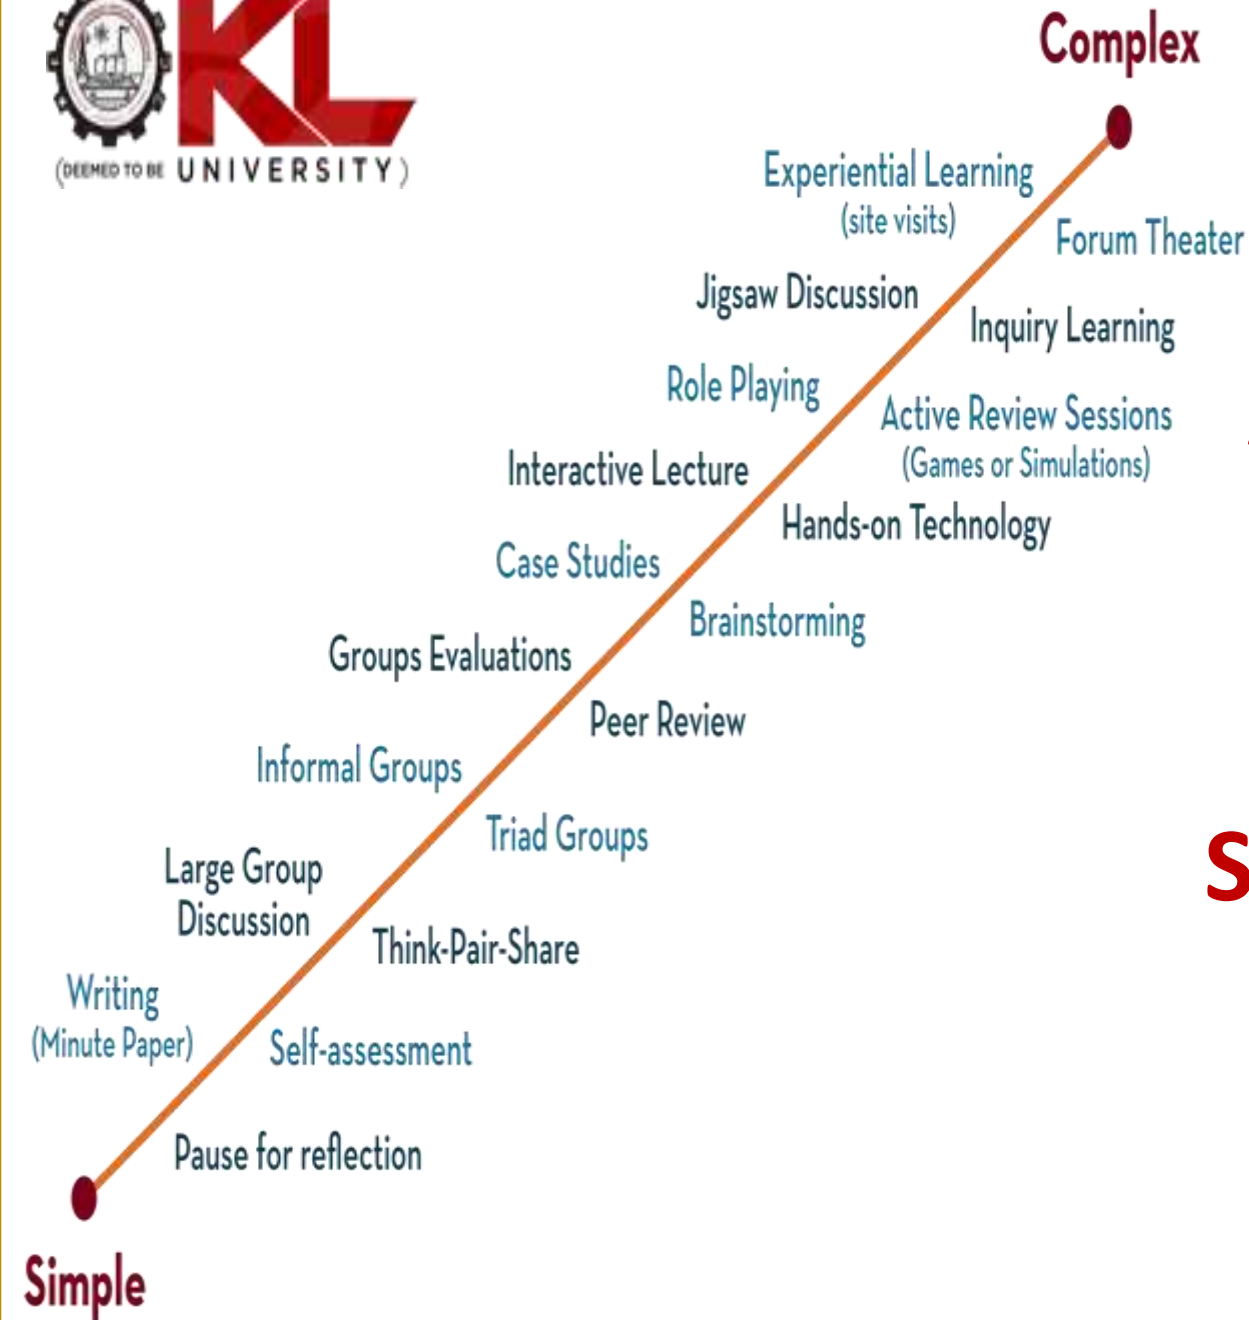 KL
(DEEMED TO BE UNIVERSITY)
Complex
Experiential Learning
(site visits)
Forum Theater
Jigsaw Discussion
Inquiry Learning
Role Playing
Active Review Sessions
(Games or Simulations)
Interactive Lecture
Hands-on Technology
Case Studies
Brainstorming
Groups Evaluations
Peer Review
Informal Groups
Triad Groups
Large Group
Discussion
Think-Pair-Share
Writing
(Minute Paper)
Self-assessment
Pause for reflection
Simple
S